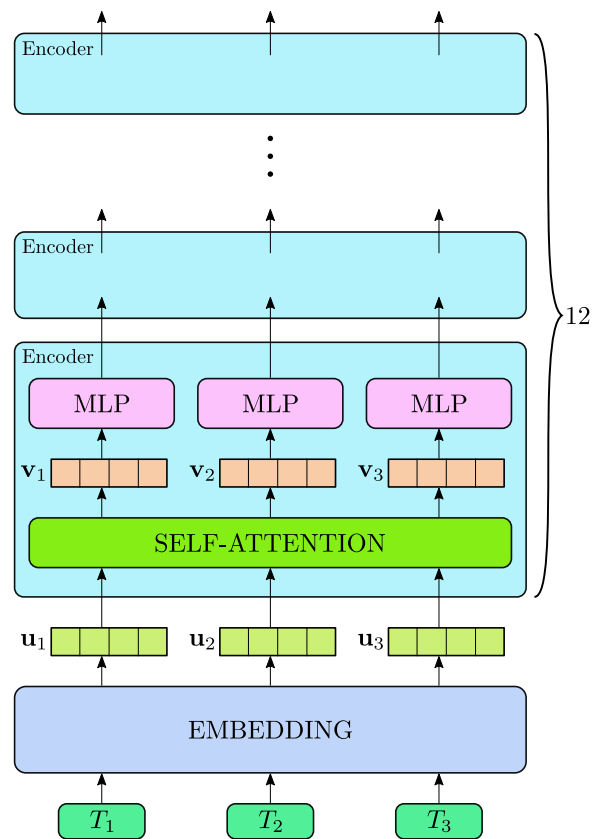 Encoder
Encoder
12
Encoder
MLP MLP MLP
v₁ v₂ v₃
SELF-ATTENTION
u₁ u₂ u₃
EMBEDDING
T₁ T₂ T₃